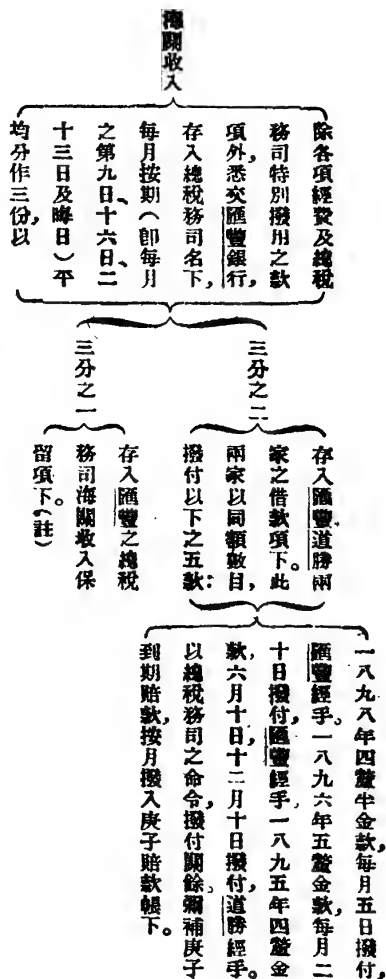 海關收入
除各項經費及總稅
務司特別撥用之款
項外，悉交匯豐銀行，
存入總稅務司名下，
每月按期（卽每月
之第九日、十六日、二
十三日及晦日）平
均分作三份，以
三分之二
存入匯豐道勝兩
家之借款項下。此
兩家以同額數目，
撥付以下之五款：
一八九八年四釐半金款，每月五日撥付，
匯豐經手。一八九六年五釐金款，每月二
十日撥付，匯豐經手。一八九五年四釐金
款，六月十日十二月十日撥付，道勝經手。
以總稅務司之命令，撥付關餘，彌補庚子
到期賠款，按月撥入庚子賠款帳下。
三分之一
存入匯豐之總稅
務司海關收入保
留項下。（註）